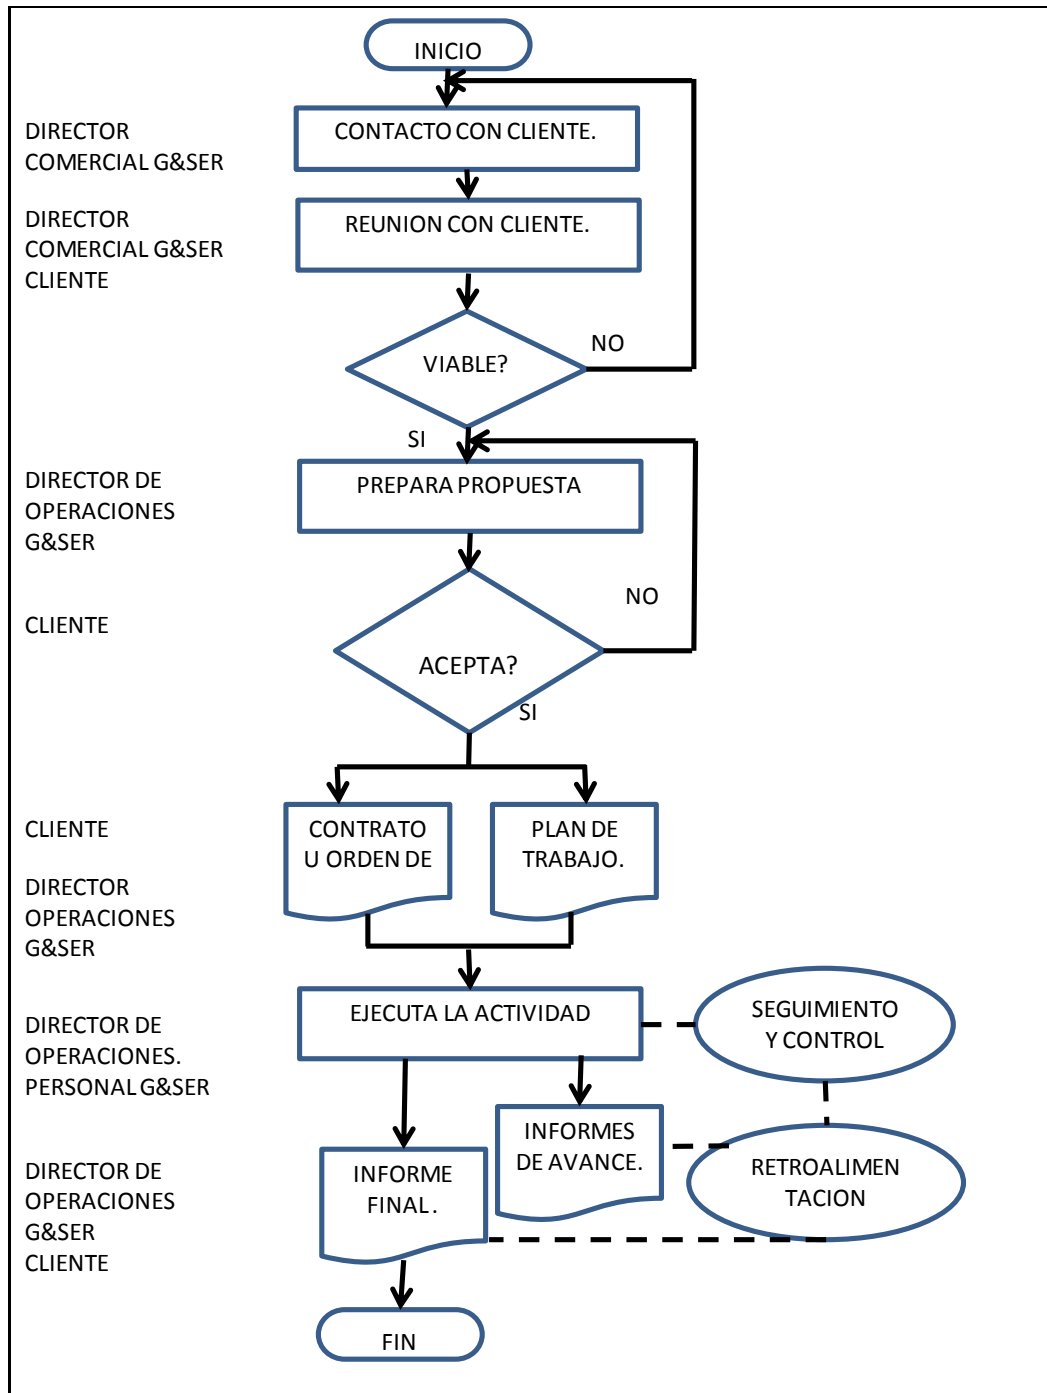 INICIO
DIRECTOR
COMERCIAL G&SER
CONTACTO CON CLIENTE.
DIRECTOR
COMERCIAL G&SER
CLIENTE
REUNION CON CLIENTE.
VIABLE?
NO
SI
DIRECTOR DE
OPERACIONES
G&SER
PREPARA PROPUESTA
CLIENTE
ACEPTA?
NO
SI
CLIENTE
DIRECTOR
OPERACIONES
G&SER
CONTRATO
U ORDEN DE
PLAN DE
TRABAJO.
DIRECTOR DE
OPERACIONES.
PERSONAL G&SER
EJECUTA LA ACTIVIDAD
SEGUIMIENTO
Y CONTROL
DIRECTOR DE
OPERACIONES
G&SER
CLIENTE
INFORME
FINAL .
INFORMES
DE AVANCE.
RETROALIMEN
TACION
FIN